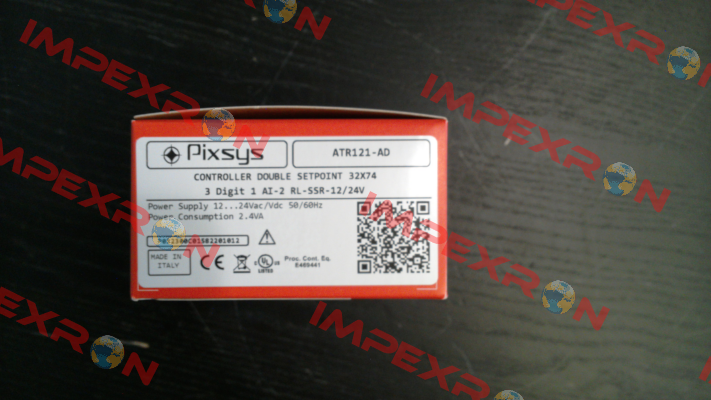 Pixsys
ATR121-AD
CONTROLLER DOUBLE SETPOINT 32X74
3 Digit 1 AI-2 RL-SSR-12/24V
Power Supply 12...24Vac/Vdc 50/60Hz
Power Consumption 2.4VA
MADE IN
ITALY
CE
UL
LISTED
Proc. Cont. Eq.
E469441
IMPEXRON
IMPEXRON
IMPEXRON
IMPEXRON
IMPEXRON
IMPEXRON